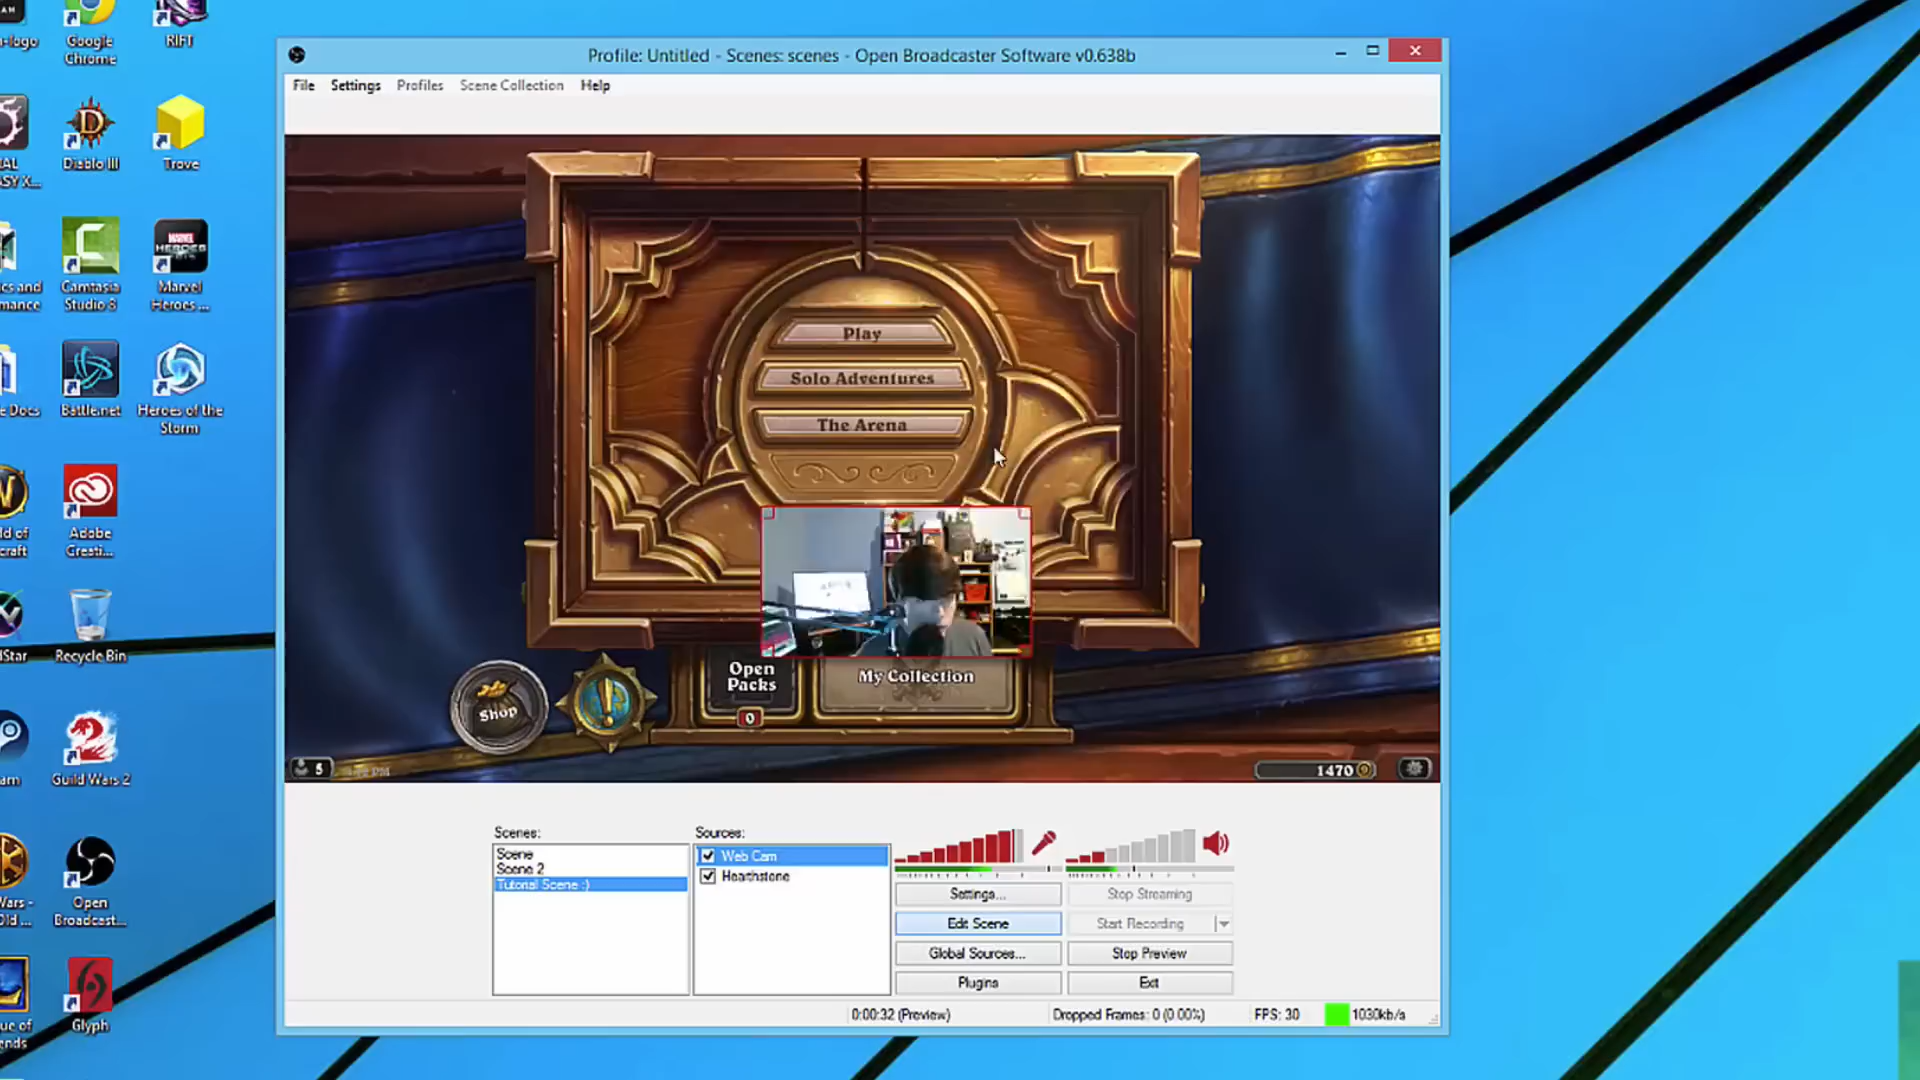 Google
Chrome
RIFT
Diablo III
Trove
Camtasia
Studio 8
MARVEL
HEROES
Marvel
Heroes ...
Battle.net
Heroes of the
Storm
Adobe
Creati...
Recycle Bin
Guild Wars 2
Open
Broadcast...
Glyph
Profile: Untitled - Scenes: scenes - Open Broadcaster Software v0.638b
File Settings Profiles Scene Collection Help
Play
Solo Adventures
The Arena
Shop
Open
Packs
0
My Collection
5
1470
Scenes:
Scene
Scene 2
Tutorial Scene :)
Sources:
Web Cam
Hearthstone
Settings...
Stop Streaming
Edit Scene
Start Recording
Global Sources...
Stop Preview
Plugins
Exit
0:00:32 (Preview)
Dropped Frames: 0 (0.00%)
FPS: 30
1030kb/s